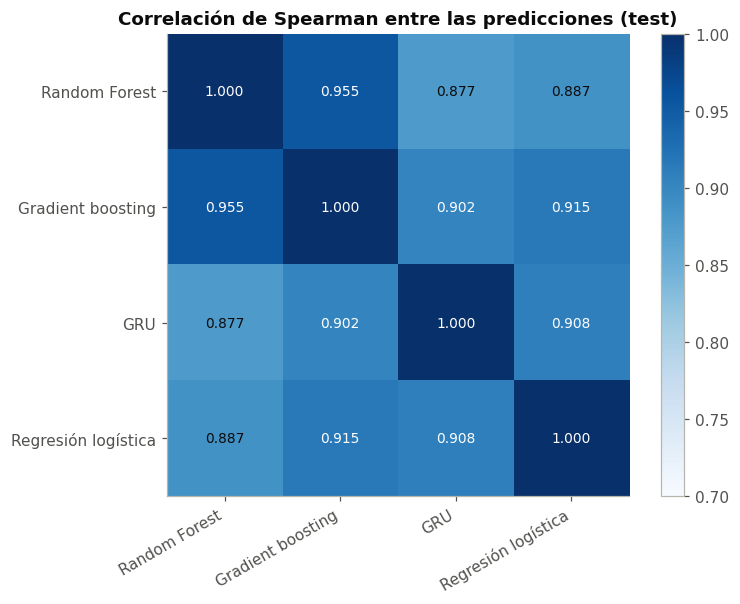 Correlación de Spearman entre las predicciones (test)
Random Forest 1.000 0.955 0.877 0.887
Gradient boosting 0.955 1.000 0.902 0.915
GRU 0.877 0.902 1.000 0.908
Regresión logística 0.887 0.915 0.908 1.000
Random Forest Gradient boosting GRU Regresión logística
1.00
0.95
0.90
0.85
0.80
0.75
0.70